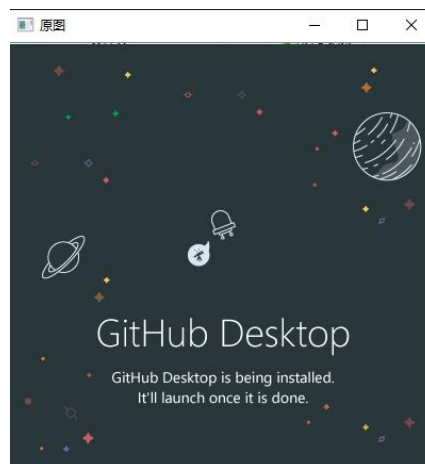 原图
GitHub Desktop
GitHub Desktop is being installed.
It'll launch once it is done.